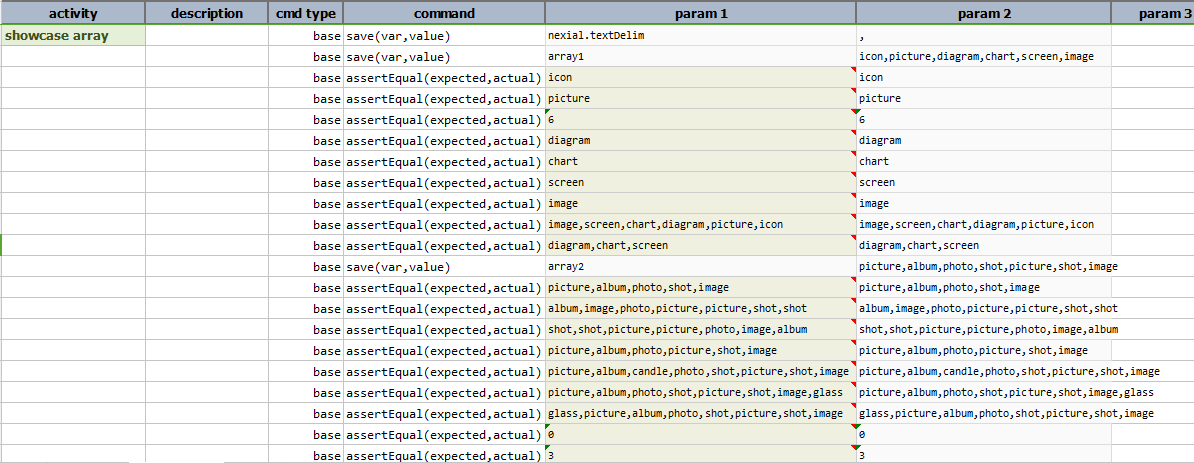 activity description cmd type command param 1 param 2 param 3
showcase array base save(var,value) nexial.textDelim ,
base save(var,value) array1 icon,picture,diagram,chart,screen,image
base assertEqual(expected,actual) icon icon
base assertEqual(expected,actual) picture picture
base assertEqual(expected,actual) 6 6
base assertEqual(expected,actual) diagram diagram
base assertEqual(expected,actual) chart chart
base assertEqual(expected,actual) screen screen
base assertEqual(expected,actual) image image
base assertEqual(expected,actual) image,screen,chart,diagram,picture,icon image,screen,chart,diagram,picture,icon
base assertEqual(expected,actual) diagram,chart,screen diagram,chart,screen
base save(var,value) array2 picture,album,photo,shot,picture,shot,image
base assertEqual(expected,actual) picture,album,photo,shot,image picture,album,photo,shot,image
base assertEqual(expected,actual) album,image,photo,picture,picture,shot,shot album,image,photo,picture,picture,shot,shot
base assertEqual(expected,actual) shot,shot,picture,picture,photo,image,album shot,shot,picture,picture,photo,image,album
base assertEqual(expected,actual) picture,album,photo,picture,shot,image picture,album,photo,picture,shot,image
base assertEqual(expected,actual) picture,album,candle,photo,shot,picture,shot,image picture,album,candle,photo,shot,picture,shot,image
base assertEqual(expected,actual) picture,album,photo,shot,picture,shot,image,glass picture,album,photo,shot,picture,shot,image,glass
base assertEqual(expected,actual) glass,picture,album,photo,shot,picture,shot,image glass,picture,album,photo,shot,picture,shot,image
base assertEqual(expected,actual) 0 0
base assertEqual(expected,actual) 3 3